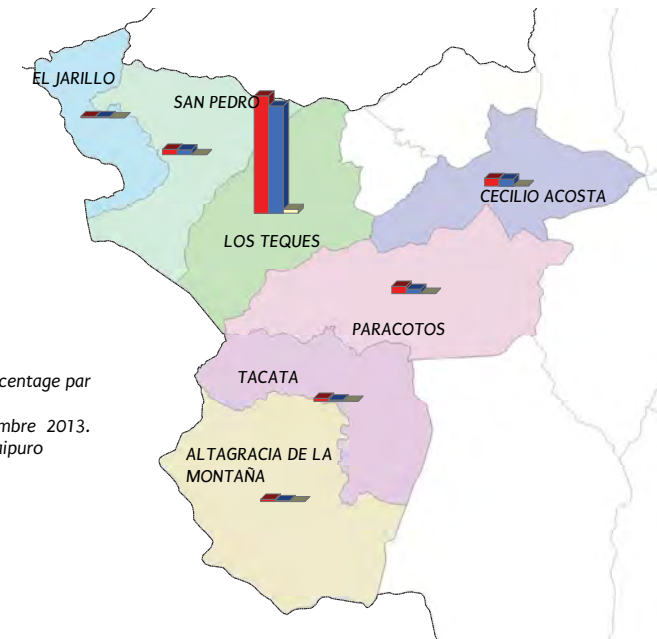 EL JARILLO
SAN PEDRO
CECILIO ACOSTA
LOS TEQUES
PARACOTOS
TACATA
ALTAGRACIA DE LA
MONTAÑA
centage par
mbre 2013.
aipuro